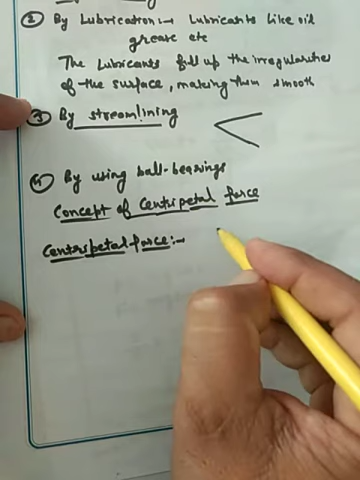 ② By Lubrication:→ Lubricants like oil
grease etc
The Lubricants fill up the irregularities
of the surface, making them smooth
③ By streamlining
④ By using ball-bearings
Concept of Centripetal force
Centripetal force:→